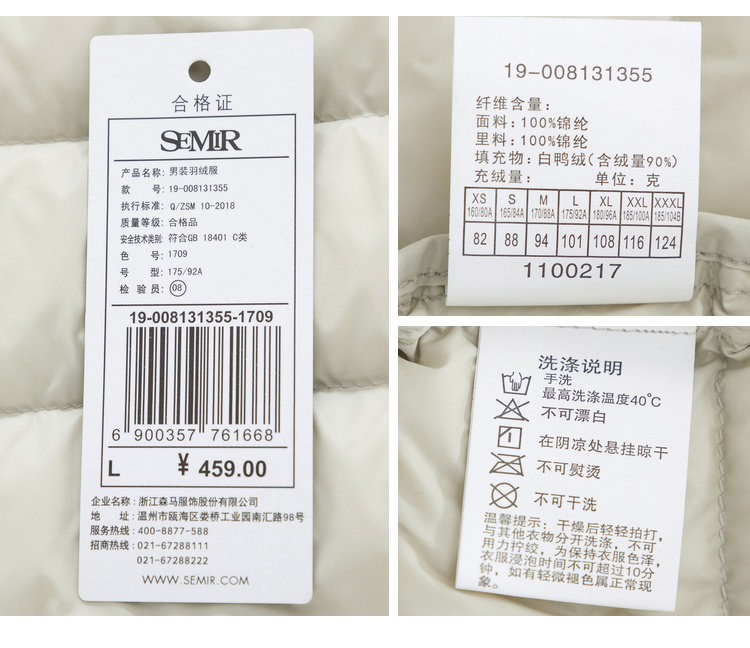 合格证
SEMIR
产品名称: 男装羽绒服
款 号: 19-008131355
执行标准: Q/ZSM 10-2018
质量等级: 合格品
安全技术类别: 符合GB 18401 C类
色 号: 1709
号 型: 175/92A
检 验 员: 08
19-008131355-1709
6 900357 761668
L ¥ 459.00
企业名称: 浙江森马服饰股份有限公司
地 址: 温州市瓯海区娄桥工业园南汇路98号
服务热线: 400-8877-588
招商热线: 021-67288111
021-67288222
WWW.SEMIR.COM
19-008131355
纤维含量:
面料: 100%锦纶
里料: 100%锦纶
填充物: 白鸭绒(含绒量90%)
充绒量: 单位: 克
XS S M L XL XXL XXXL
160/80A 165/84A 170/88A 175/92A 180/96A 185/100A 185/104B
82 88 94 101 108 116 124
1100217
洗涤说明
手洗
最高洗涤温度40°C
不可漂白
在阴凉处悬挂晾干
不可熨烫
不可干洗
温馨提示: 干燥后轻轻拍打,
与其他衣物分开洗涤, 不可
用力拧绞, 为保持衣服色泽,
衣服浸泡时间不可超过10分
钟, 如有轻微褪色属正常现
象。